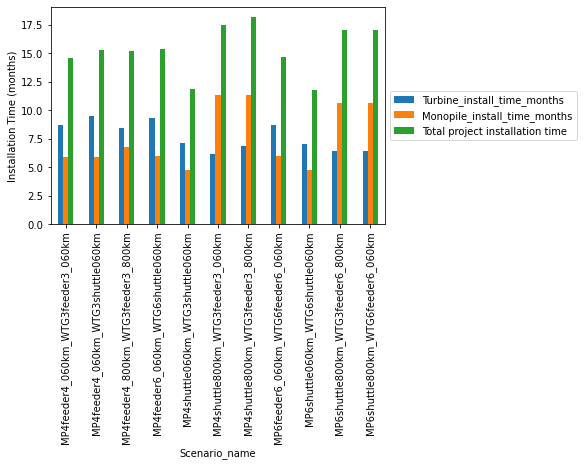 Installation Time (months)
17.5
15.0
12.5
10.0
7.5
5.0
2.5
0.0
Turbine_install_time_months
Monopile_install_time_months
Total project installation time
MP4feeder4_060km_WTG3feeder3_060km
MP4feeder4_060km_WTG3shuttle060km
MP4feeder4_800km_WTG3feeder3_800km
MP4feeder6_060km_WTG6shuttle060km
MP4shuttle060km_WTG3shuttle060km
MP4shuttle800km_WTG3feeder3_060km
MP4shuttle800km_WTG3feeder3_800km
MP6feeder6_060km_WTG6feeder6_060km
MP6shuttle060km_WTG6shuttle060km
MP6shuttle800km_WTG3feeder6_800km
MP6shuttle800km_WTG6feeder6_060km
Scenario_name